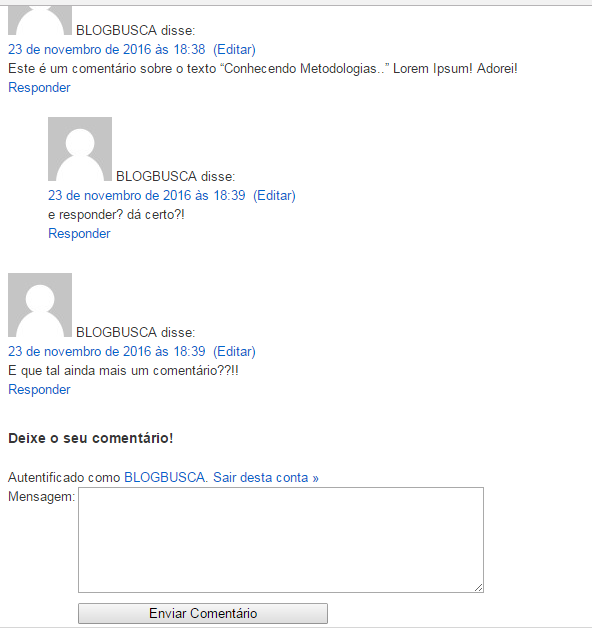 BLOGBUSCA disse:
23 de novembro de 2016 às 18:38 (Editar)
Este é um comentário sobre o texto “Conhecendo Metodologias..” Lorem Ipsum! Adorei!
Responder
BLOGBUSCA disse:
23 de novembro de 2016 às 18:39 (Editar)
e responder? dá certo?!
Responder
BLOGBUSCA disse:
23 de novembro de 2016 às 18:39 (Editar)
E que tal ainda mais um comentário??!!
Responder
Deixe o seu comentário!
Autentificado como BLOGBUSCA. Sair desta conta »
Mensagem:
Enviar Comentário